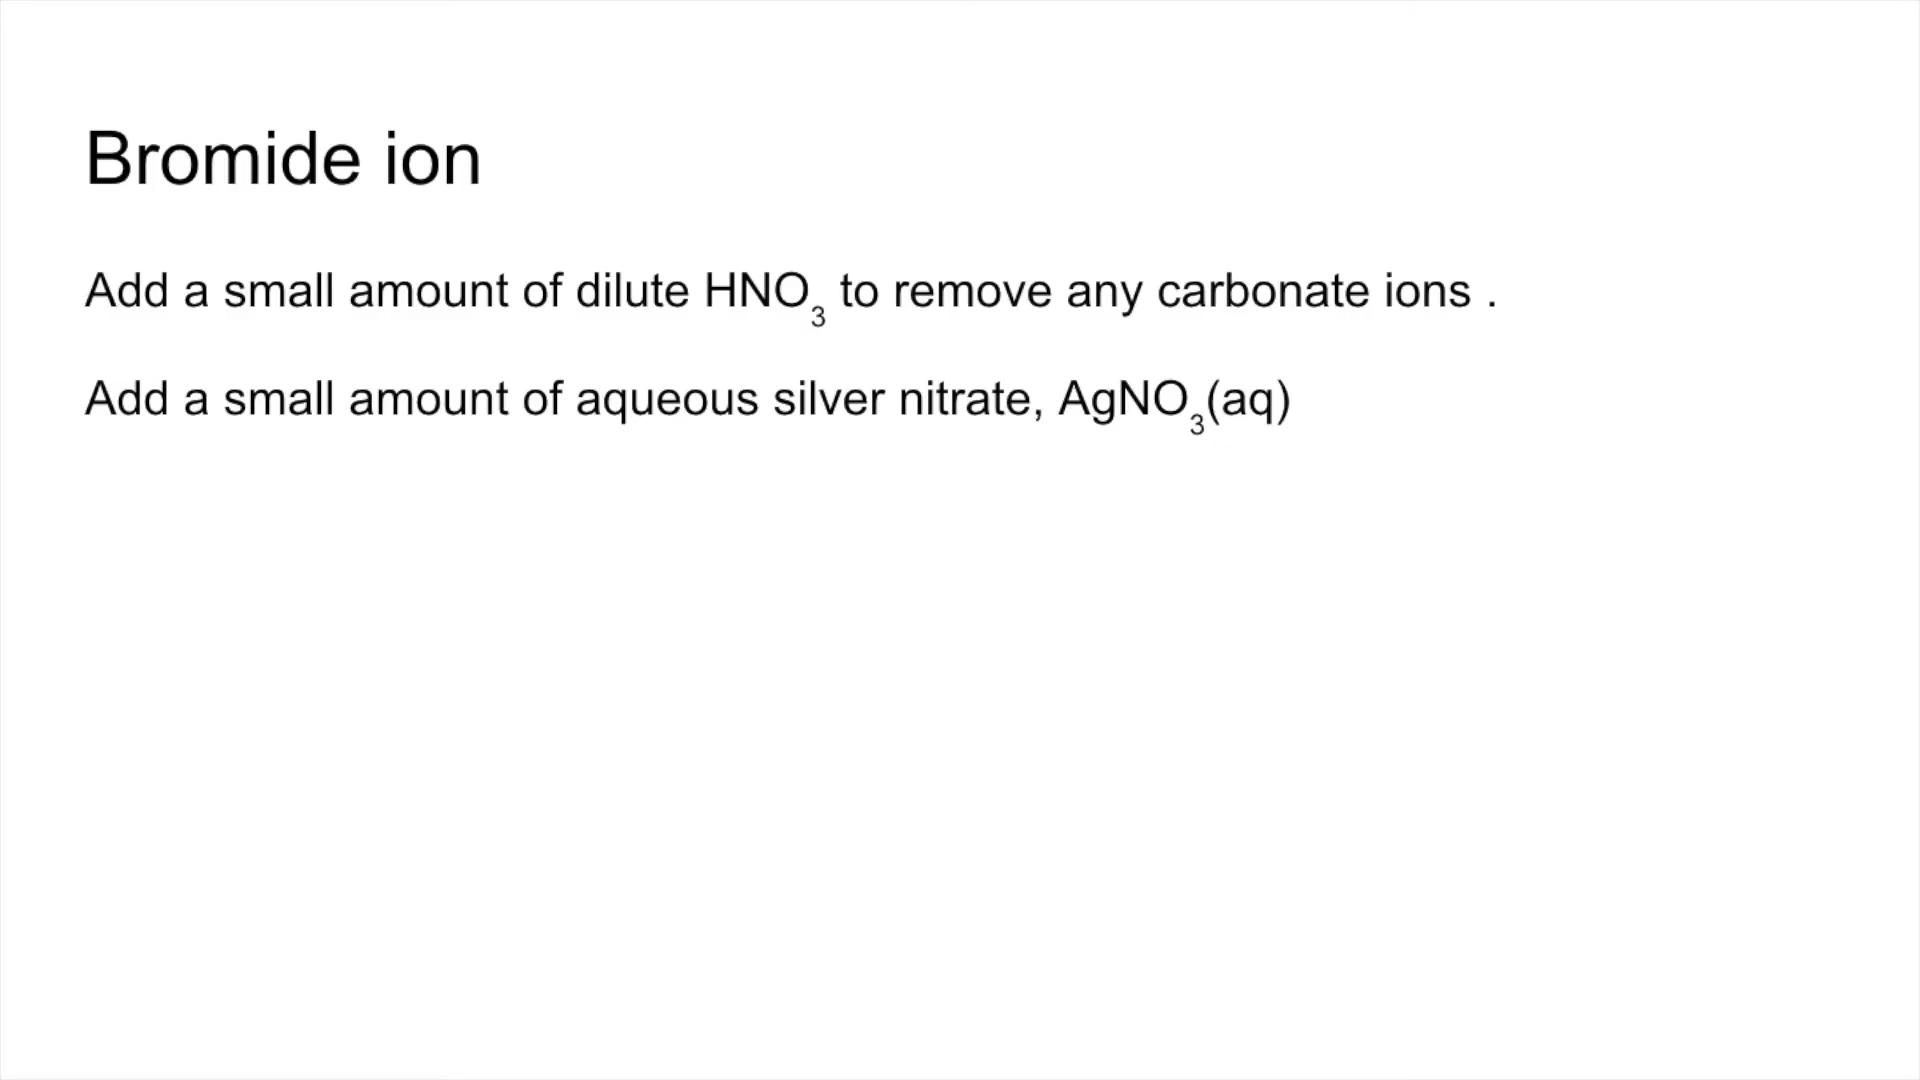 Bromide ion
Add a small amount of dilute HNO₃ to remove any carbonate ions .
Add a small amount of aqueous silver nitrate, AgNO₃(aq)